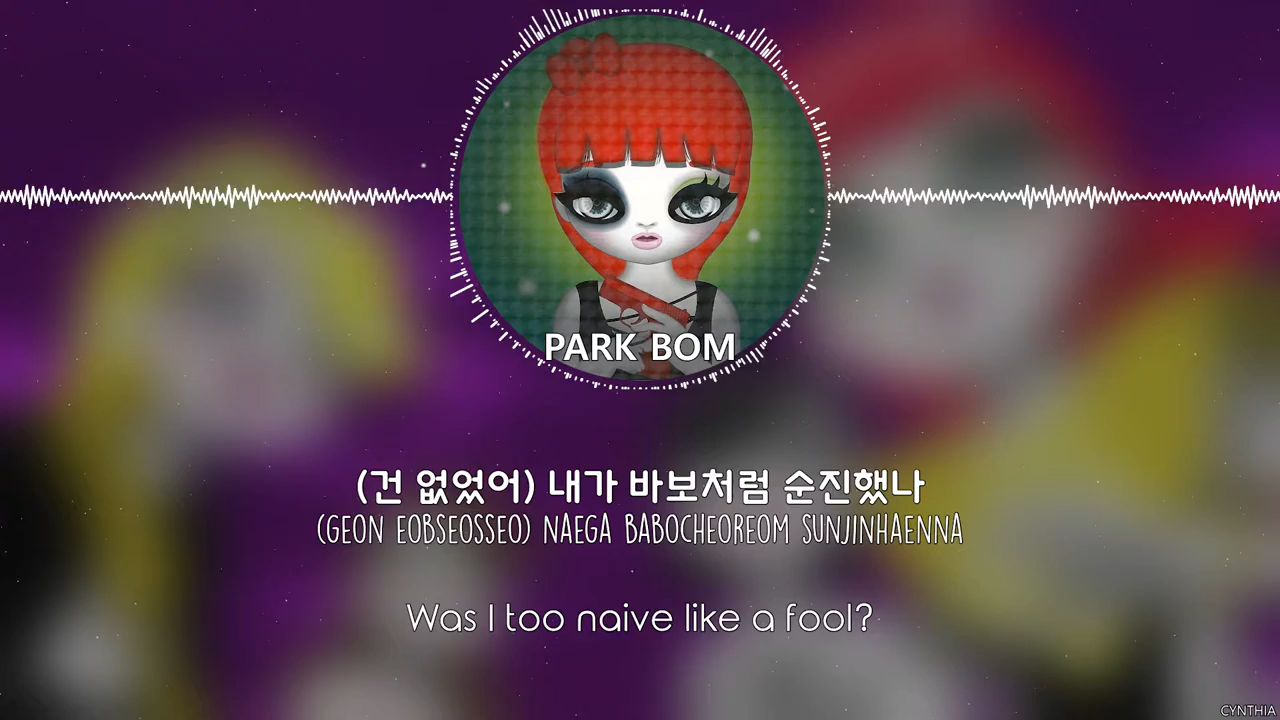 PARK BOM
(건 없었어) 내가 바보처럼 순진했나
(GEON EOBSEOSSEO) NAEGA BABOCHEOREOM SUNJINHAENNA
Was I too naive like a fool?
CYNTHIA